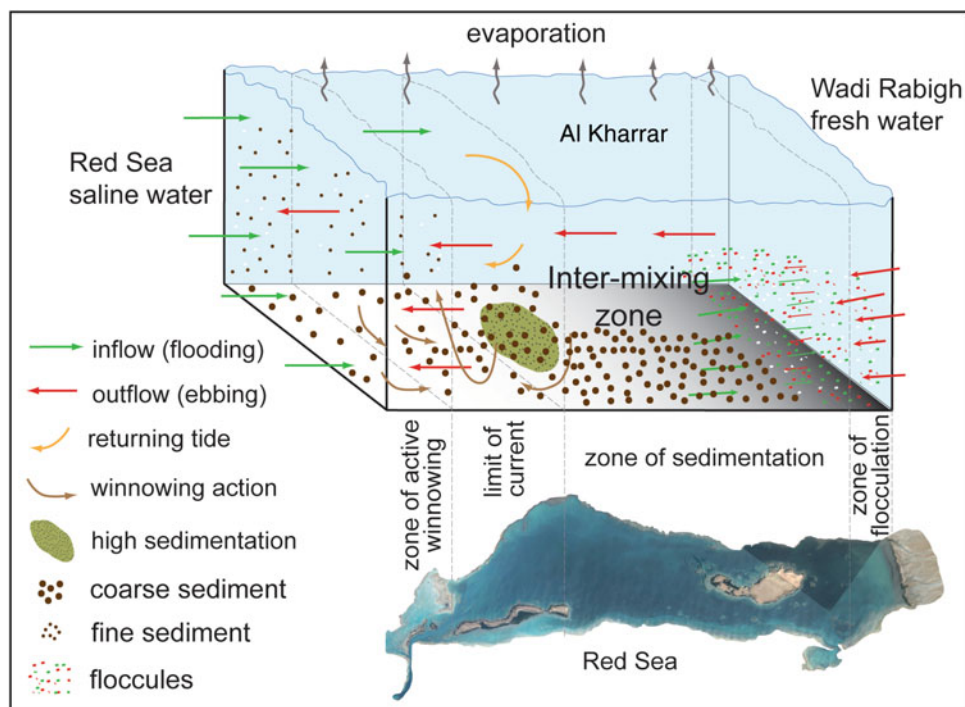 evaporation
Wadi Rabigh
fresh water
Al Kharrar
Red Sea
saline water
Inter-mixing
zone
inflow (flooding)
outflow (ebbing)
returning tide
winnowing action
high sedimentation
coarse sediment
fine sediment
floccules
zone of active
winnowing
limit of
current
zone of sedimentation
zone of
flocculation
Red Sea